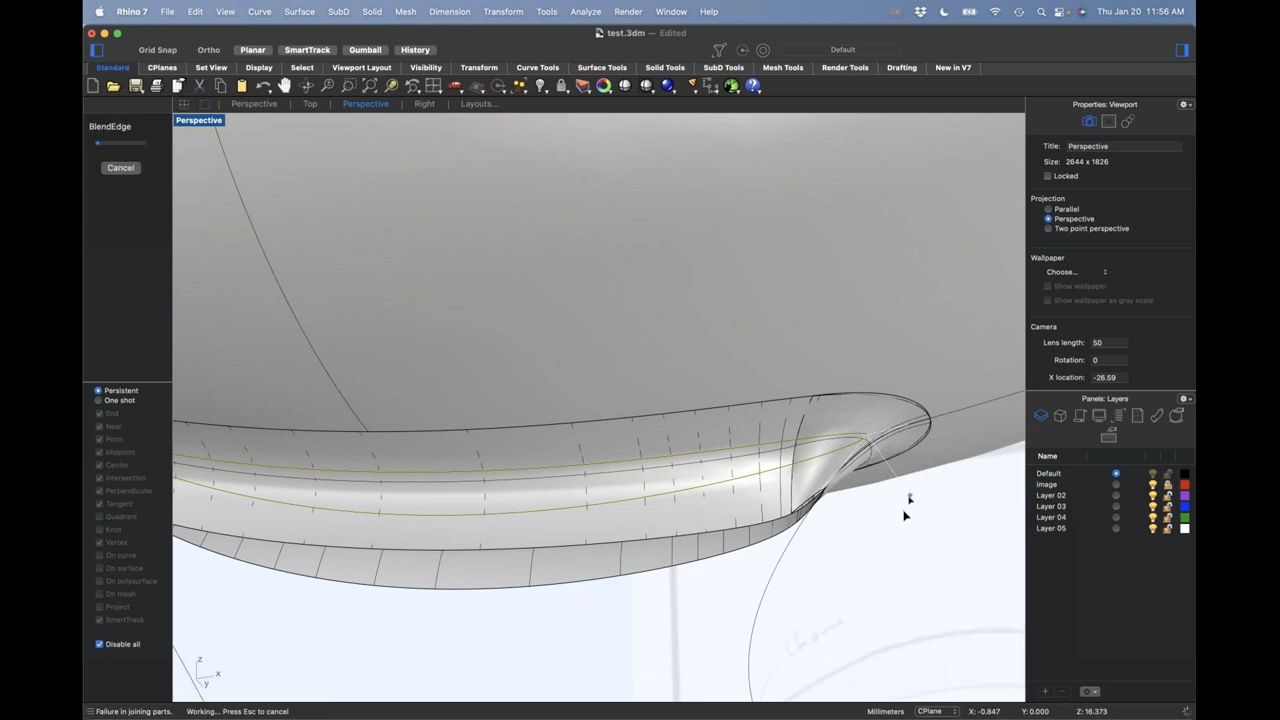 Rhino 7 File Edit View Curve Surface SubD Solid Mesh Dimension Transform Tools Analyze Render Window Help Thu Jan 20 11:56 AM
test.3dm — Edited
Grid Snap Ortho Planar SmartTrack Gumball History Default
Standard CPlanes Set View Display Select Viewport Layout Visibility Transform Curve Tools Surface Tools Solid Tools SubD Tools Mesh Tools Render Tools Drafting New in V7
Perspective Top Perspective Right Layouts...
Perspective
BlendEdge
Cancel
Persistent
One shot
End
Near
Point
Midpoint
Center
Intersection
Perpendicular
Tangent
Quadrant
Knot
Vertex
On curve
On surface
On polysurface
On mesh
Project
SmartTrack
Disable all
z
x
y
chome
Properties: Viewport
Title: Perspective
Size: 2644 x 1826
Locked
Projection
Parallel
Perspective
Two point perspective
Wallpaper
Choose...
Show wallpaper
Show wallpaper as gray scale
Camera
Lens length: 50
Rotation: 0
X location: -26.59
Panels: Layers
Name
Default
image
Layer 02
Layer 03
Layer 04
Layer 05
Failure in joining parts. Working... Press Esc to cancel Millimeters CPlane X: -0.847 Y: 0.000 Z: 16.373